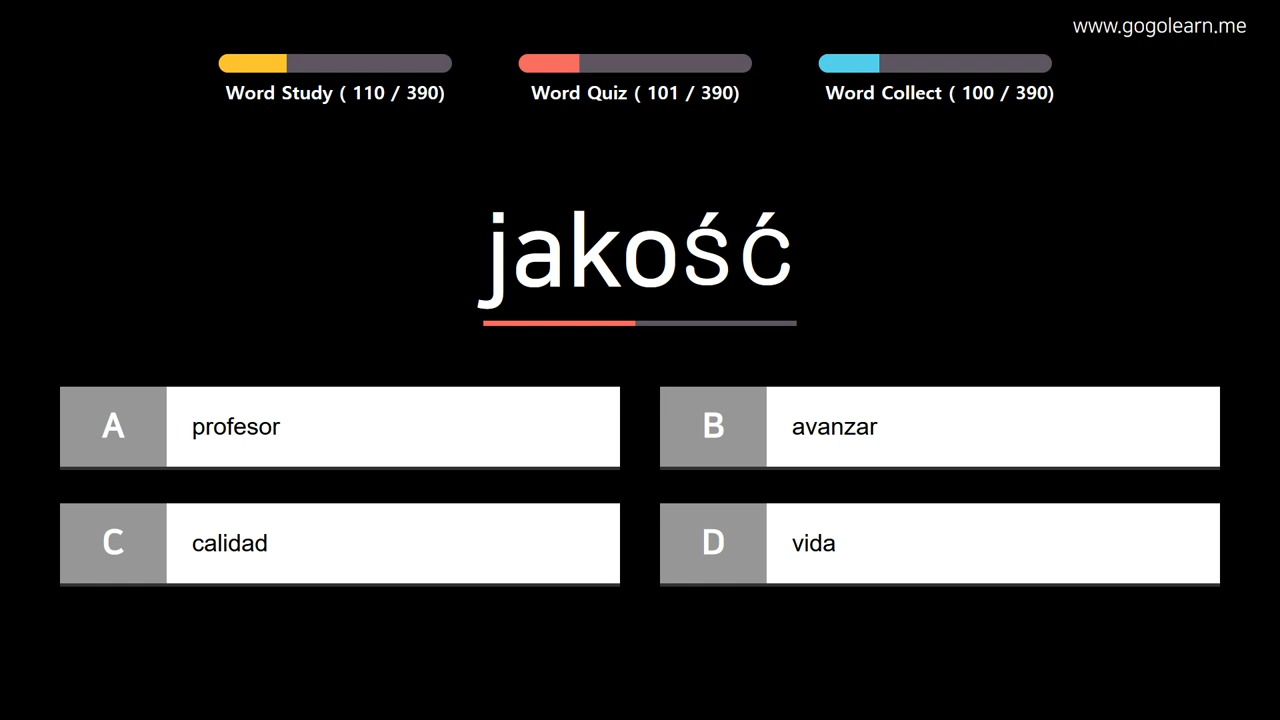 www.gogolearn.me
Word Study ( 110 / 390)
Word Quiz ( 101 / 390)
Word Collect ( 100 / 390)
jakość
A profesor
B avanzar
C calidad
D vida